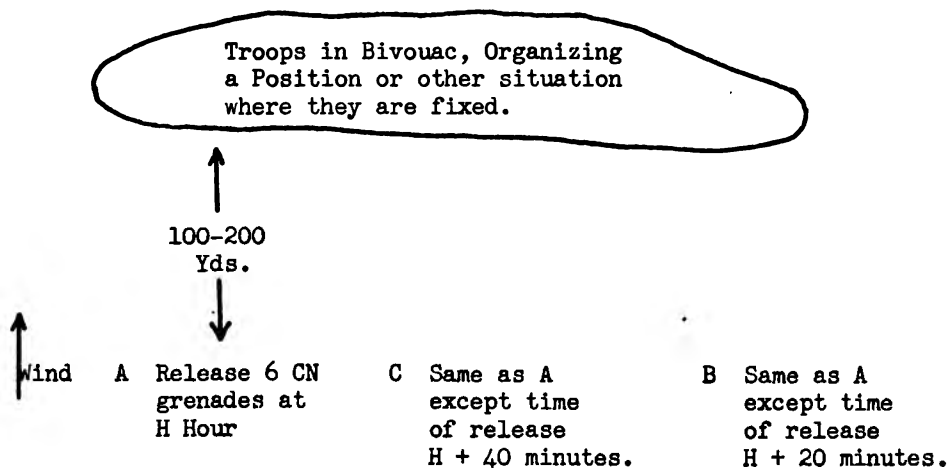 Troops in Bivouac, Organizing
a Position or other situation
where they are fixed.
100-200
Yds.
Wind
A Release 6 CN
grenades at
H Hour
C Same as A
except time
of release
H + 40 minutes.
B Same as A
except time
of release
H + 20 minutes.